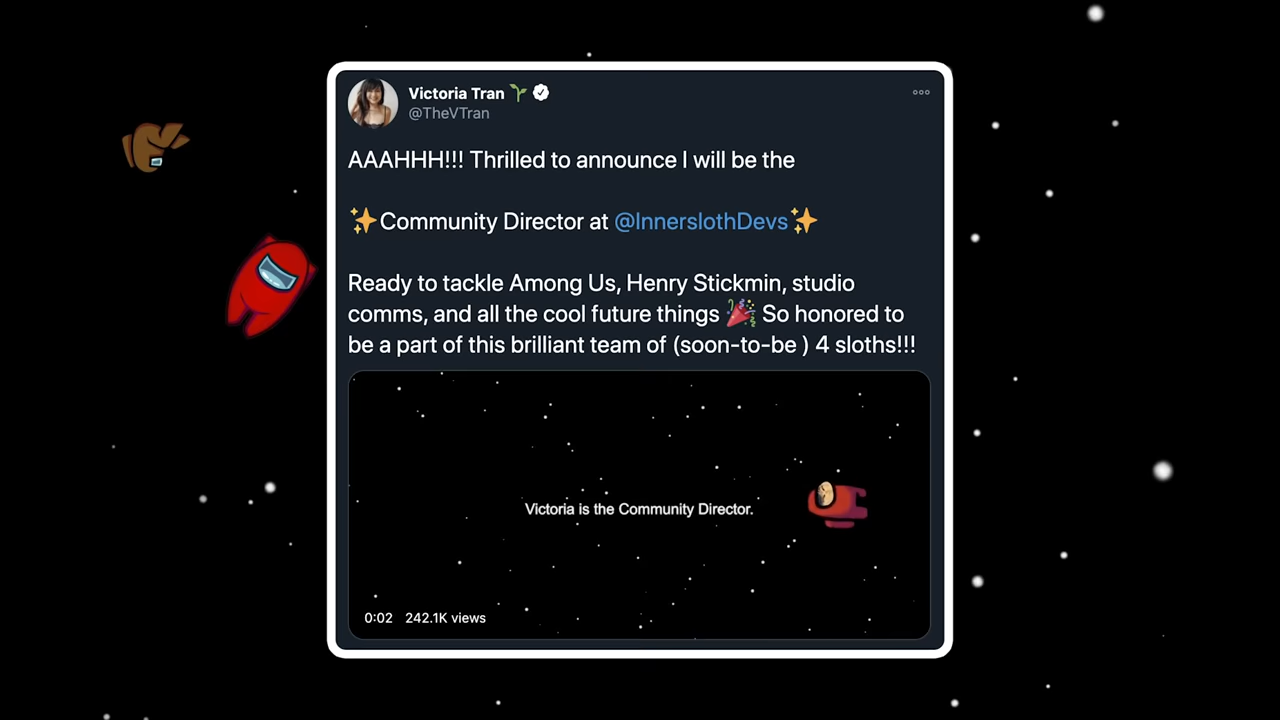 Victoria Tran 🌱
@TheVTran
AAAHHH!!! Thrilled to announce I will be the
✨Community Director at @InnerslothDevs✨
Ready to tackle Among Us, Henry Stickmin, studio
comms, and all the cool future things 🎉 So honored to
be a part of this brilliant team of (soon-to-be ) 4 sloths!!!
Victoria is the Community Director.
0:02 242.1K views